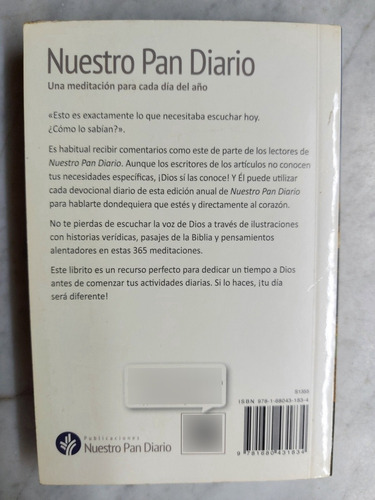 Nuestro Pan Diario
Una meditación para cada día del año
«Esto es exactamente lo que necesitaba escuchar hoy.
¿Cómo lo sabían?».
Es habitual recibir comentarios como este de parte de los lectores de
Nuestro Pan Diario. Aunque los escritores de los artículos no conocen
tus necesidades específicas, ¡Dios sí las conoce! Y Él puede utilizar
cada devocional diario de esta edición anual de Nuestro Pan Diario
para hablarte dondequiera que estés y directamente al corazón.
No te pierdas de escuchar la voz de Dios a través de ilustraciones
con historias verídicas, pasajes de la Biblia y pensamientos
alentadores en estas 365 meditaciones.
Este librito es un recurso perfecto para dedicar un tiempo a Dios
antes de comenzar tus actividades diarias. Si lo haces, ¡tu día
será diferente!
ISBN 978-1-68043-183-4
9 781680 431834
Publicaciones
Nuestro Pan Diario